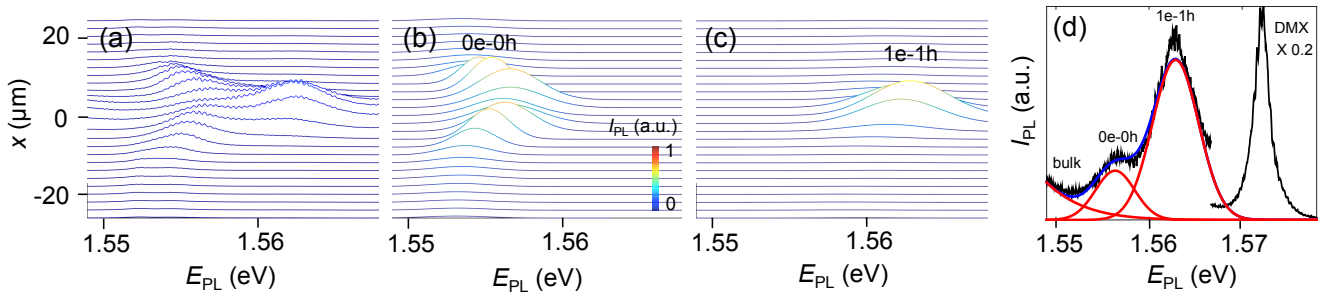 (a)
x (μm)
20
0
-20
1.55
1.56
E_PL (eV)
(b)
0e-0h
I_PL (a.u.)
1
0
1.55
1.56
E_PL (eV)
(c)
1e-1h
1.55
1.56
E_PL (eV)
(d)
1e-1h
DMX
X 0.2
0e-0h
bulk
I_PL (a.u.)
1.55
1.56
1.57
E_PL (eV)